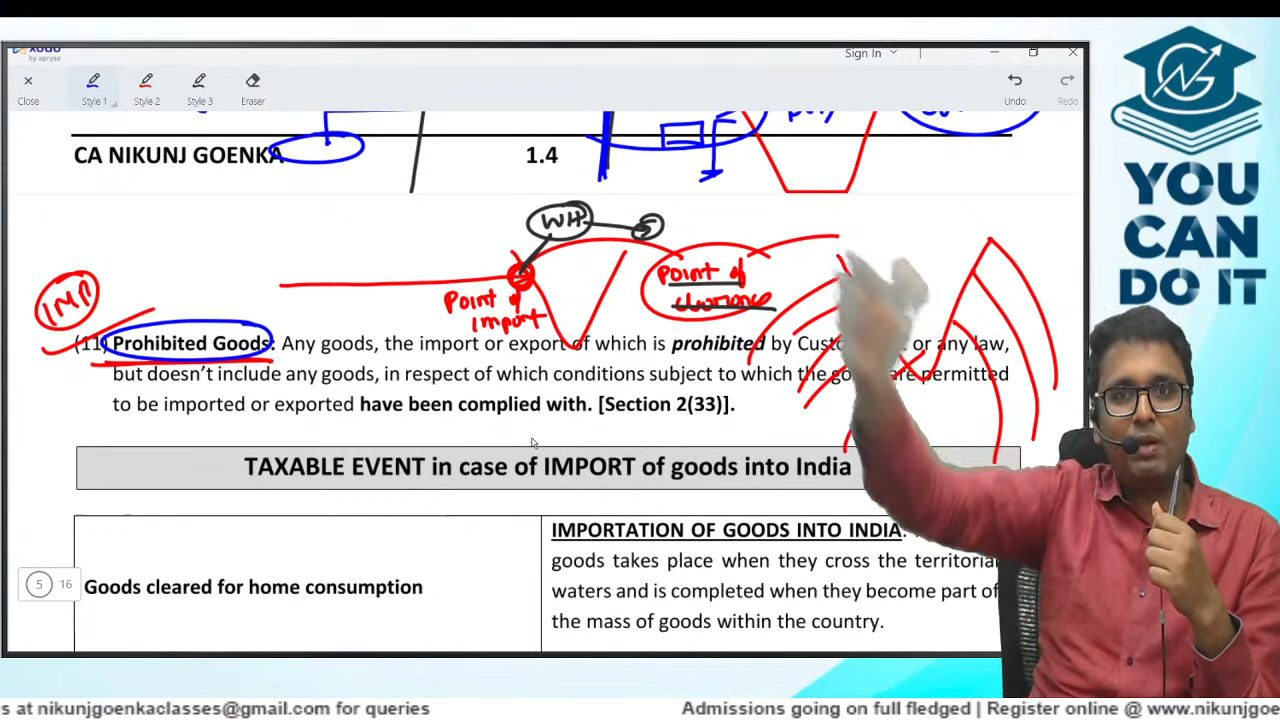 xodo
by apryse
Sign In
Close
Style 1
Style 2
Style 3
Eraser
Undo
Redo
CA NIKUNJ GOENKA
1.4
WH
Point of
import
Point of
clearance
IMP
(11) Prohibited Goods: Any goods, the import or export of which is prohibited by Custo or any law,
but doesn't include any goods, in respect of which conditions subject to which the go are permitted
to be imported or exported have been complied with. [Section 2(33)].
TAXABLE EVENT in case of IMPORT of goods into India
Goods cleared for home consumption
IMPORTATION OF GOODS INTO INDIA:
goods takes place when they cross the territorial
waters and is completed when they become part of
the mass of goods within the country.
5 16
YOU
CAN
DO IT
s at nikunjgoenkaclasses@gmail.com for queries
Admissions going on full fledged | Register online @ www.nikunjgoe